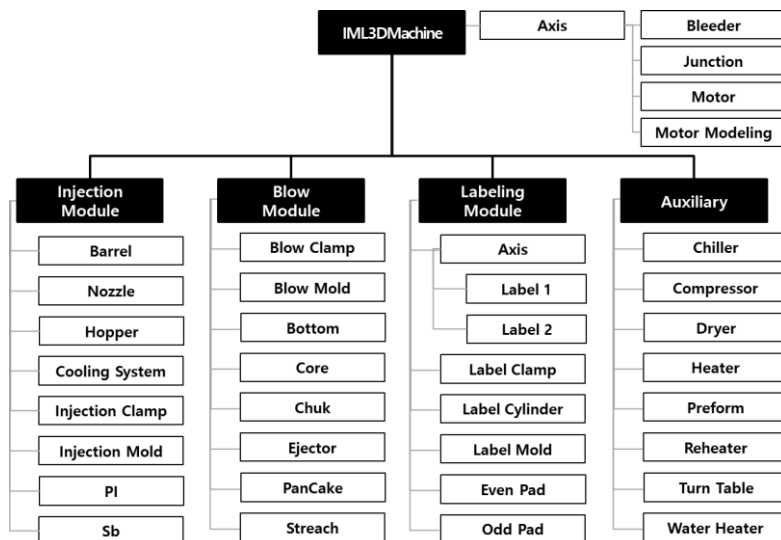 IML3DMachine
Axis
Bleeder
Junction
Motor
Motor Modeling
Injection
Module
Barrel
Nozzle
Hopper
Cooling System
Injection Clamp
Injection Mold
PI
Sb
Blow
Module
Blow Clamp
Blow Mold
Bottom
Core
Chuk
Ejector
PanCake
Streach
Labeling
Module
Axis
Label 1
Label 2
Label Clamp
Label Cylinder
Label Mold
Even Pad
Odd Pad
Auxiliary
Chiller
Compressor
Dryer
Heater
Preform
Reheater
Turn Table
Water Heater